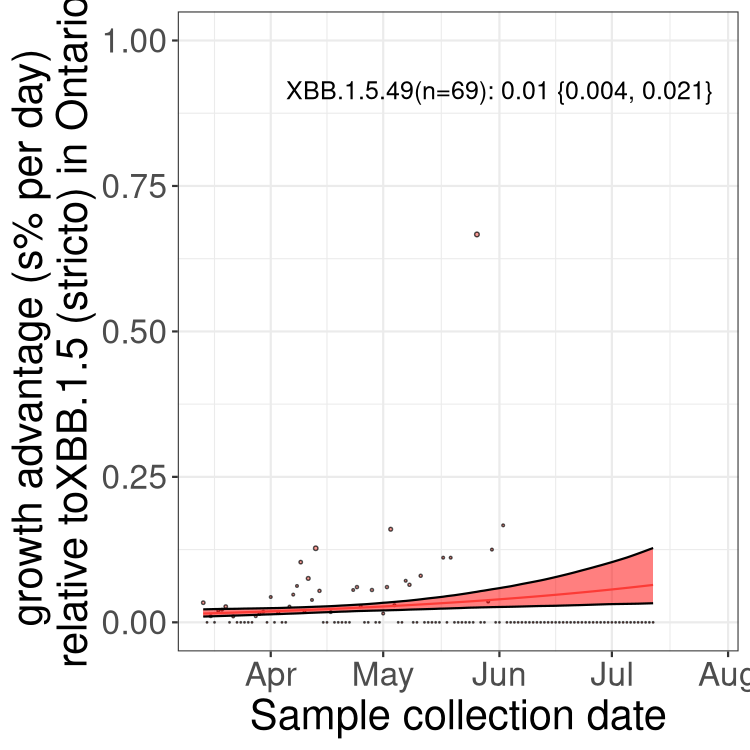 growth advantage (s% per day)
relative toXBB.1.5 (stricto) in Ontario
1.00
0.75
0.50
0.25
0.00
XBB.1.5.49(n=69): 0.01 {0.004, 0.021}
Apr May Jun Jul Aug
Sample collection date